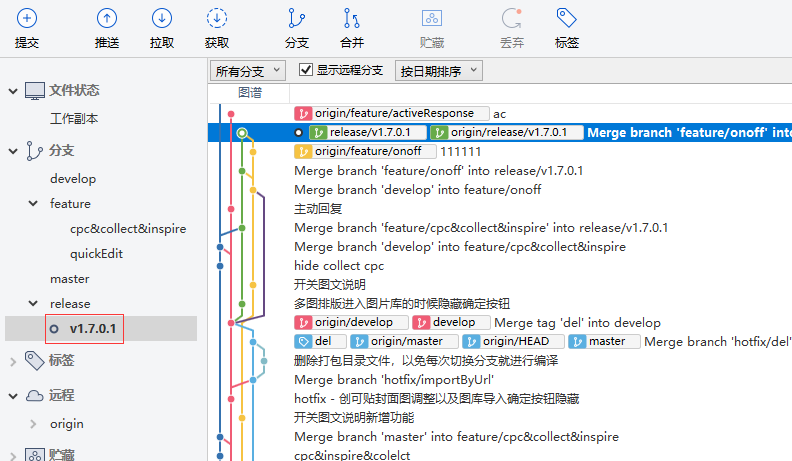 提交 推送 拉取 获取 分支 合并 贮藏 丢弃 标签
所有分支 显示远程分支 按日期排序
图谱
文件状态
工作副本
分支
develop
feature
cpc&collect&inspire
quickEdit
master
release
v1.7.0.1
标签
远程
origin
贮藏
origin/feature/activeResponse ac
release/v1.7.0.1 origin/release/v1.7.0.1 Merge branch 'feature/onoff' into
origin/feature/onoff 111111
Merge branch 'feature/onoff' into release/v1.7.0.1
Merge branch 'develop' into feature/onoff
主动回复
Merge branch 'feature/cpc&collect&inspire' into release/v1.7.0.1
Merge branch 'develop' into feature/cpc&collect&inspire
hide collect cpc
开关图文说明
多图排版进入图片库的时候隐藏确定按钮
origin/develop develop Merge tag 'del' into develop
del origin/master origin/HEAD master Merge branch 'hotfix/del'
删除打包目录文件，以免每次切换分支就进行编译
Merge branch 'hotfix/importByUrl'
hotfix - 创可贴封面图调整以及图库导入确定按钮隐藏
开关图文说明新增功能
Merge branch 'master' into feature/cpc&collect&inspire
cpc&inspire&colelct